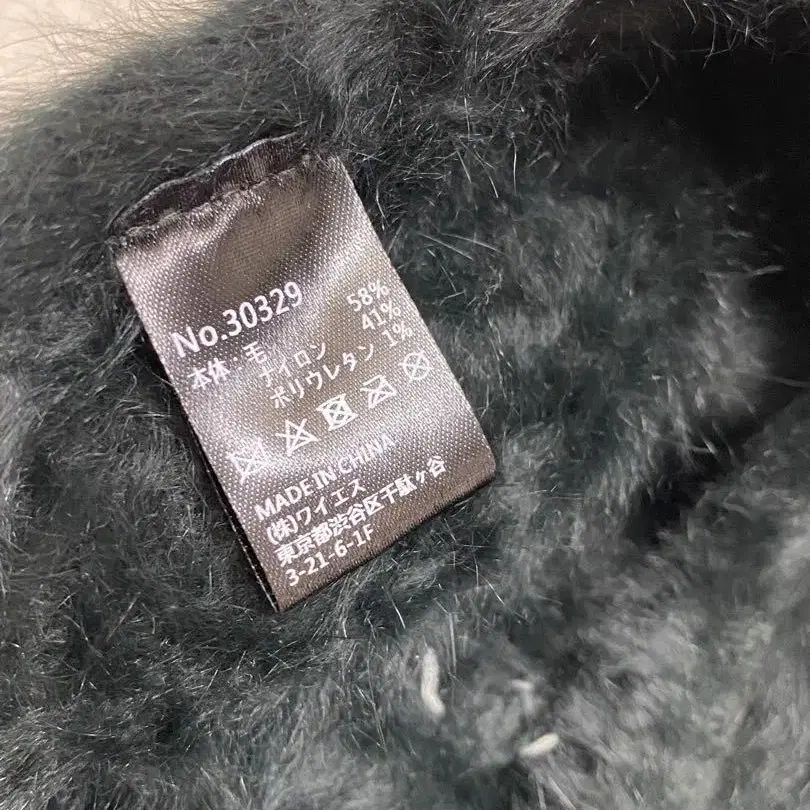 No.30329
本体・毛 58%
ナイロン 41%
ポリウレタン 1%
MADE IN CHINA
(株)ワイエス
東京都渋谷区千駄ヶ谷
3-21-6-1F